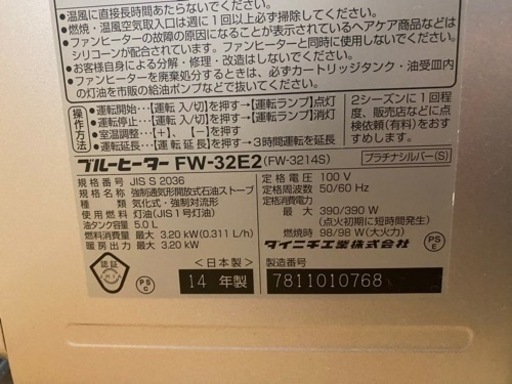 ●温風に直接長時間あたらないでください。
●燃焼・温風空気取入口は週に1回以上必ず掃除してください。
●ファンヒーターの故障の原因になることが表示されているヘアケア商品などには
シリコーンが配合されています。ファンヒーターと同時に使用しないでください。
●お客様自身による分解・修理・改造はしないでください。
●ファンヒーターを廃棄処分するときは、必ずカートリッジタンク・油受皿内
の灯油を市販の給油ポンプなどで抜いてください。
操作方法
●運転開始…【運転 入/切】を押す→【運転ランプ】点灯
●運転停止…【運転 入/切】を押す→【運転ランプ】消灯
●室温調整…【+】、【-】を押す
●運転延長…【運転延長】を押す→3時間運転を延長
2シーズンに1回程
度、販売店などに点
検依頼(有料)をおす
すめします。
ブルーヒーター FW-32E2 (FW-3214S)
プラチナシルバー(S)
規格番号 JIS S 2036
規格名称 強制通気形開放式石油ストーブ
種類 気化式・強制対流形
使用燃料 灯油(JIS1号灯油)
油タンク容量 5.0 L
燃料消費量 最大 3.20 kW (0.311 L/h)
暖房出力 最大 3.20 kW
定格電圧 100 V
定格周波数 50/60 Hz
定格消費電力
最大 390/390 W
(点火初期に短時間発生)
燃焼時 98/98 W(大火力)
ダイニチ工業株式会社
PS
E
認証
JHIA
PS
C
<日本製>
14 年製
製造番号
7811010768